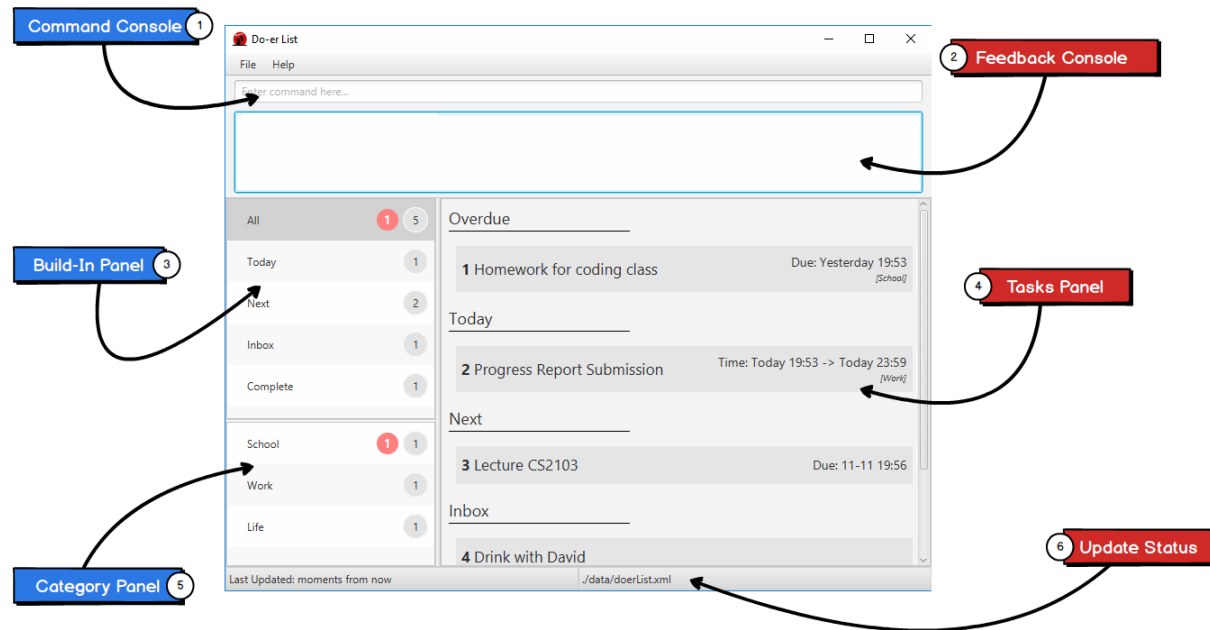 Command Console 1
Do-er List
2 Feedback Console
File Help
Enter command here...
All 1 5
Today 1
Next 2
Inbox 1
Complete 1
Build-In Panel 3
School 1 1
Work 1
Life 1
Category Panel 5
Overdue
1 Homework for coding class Due: Yesterday 19:53
[School]
Today
2 Progress Report Submission Time: Today 19:53 -> Today 23:59
[Work]
Next
3 Lecture CS2103 Due: 11-11 19:56
Inbox
4 Drink with David
4 Tasks Panel
6 Update Status
Last Updated: moments from now ./data/doerList.xml